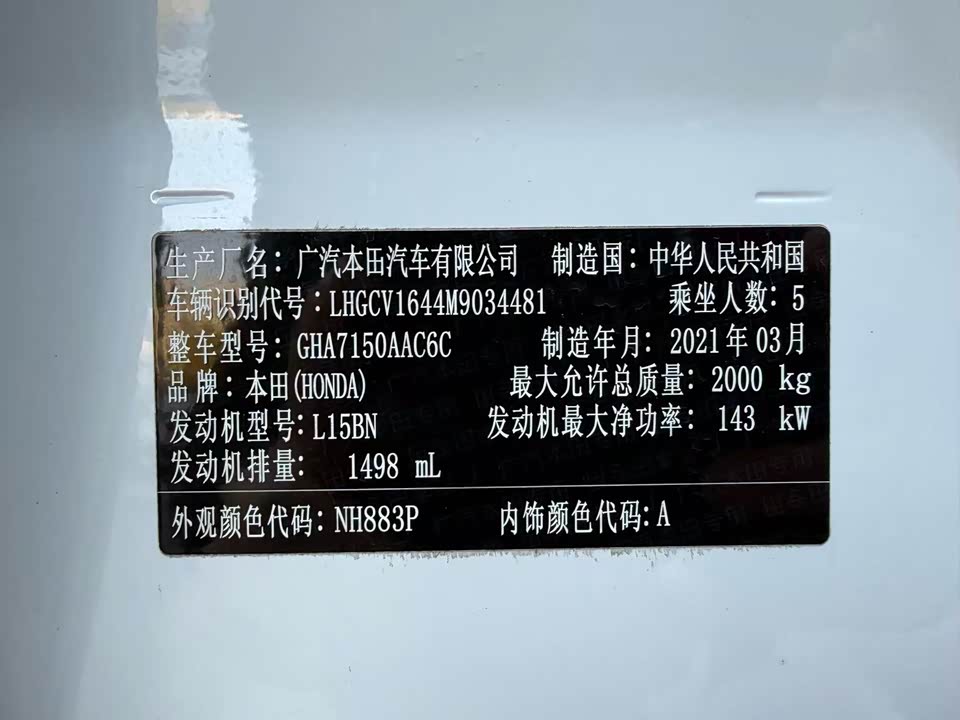 生产厂名：广汽本田汽车有限公司 制造国：中华人民共和国
车辆识别代号：LHGCV1644M9034481 乘坐人数：5
整车型号：GHA7150AAC6C 制造年月：2021年03月
品牌：本田(HONDA) 最大允许总质量：2000 kg
发动机型号：L15BN 发动机最大净功率：143 kW
发动机排量： 1498 mL
外观颜色代码：NH883P 内饰颜色代码：A